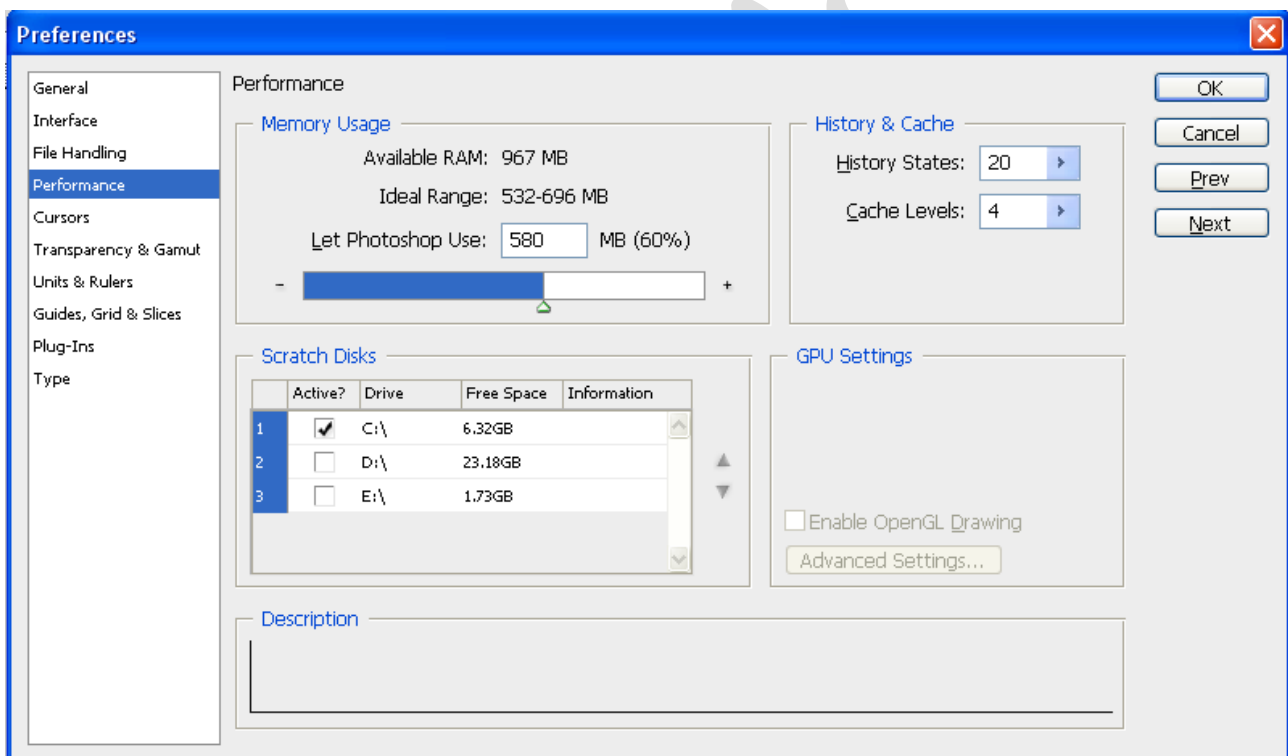 Preferences
General
Interface
File Handling
Performance
Cursors
Transparency & Gamut
Units & Rulers
Guides, Grid & Slices
Plug-Ins
Type
Performance
Memory Usage
Available RAM: 967 MB
Ideal Range: 532-696 MB
Let Photoshop Use: 580 MB (60%)
- +
History & Cache
History States: 20
Cache Levels: 4
Scratch Disks
Active? Drive Free Space Information
1 C:\ 6.32GB
2 D:\ 23.18GB
3 E:\ 1.73GB
GPU Settings
Enable OpenGL Drawing
Advanced Settings...
Description
OK
Cancel
Prev
Next